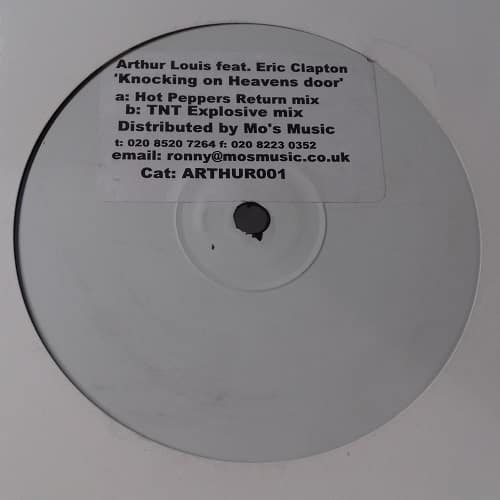 Arthur Louis feat. Eric Clapton
'Knocking on Heavens door'
a: Hot Peppers Return mix
b: TNT Explosive mix
Distributed by Mo's Music
t: 020 8520 7264 f: 020 8223 0352
email: ronny@mosmusic.co.uk
Cat: ARTHUR001